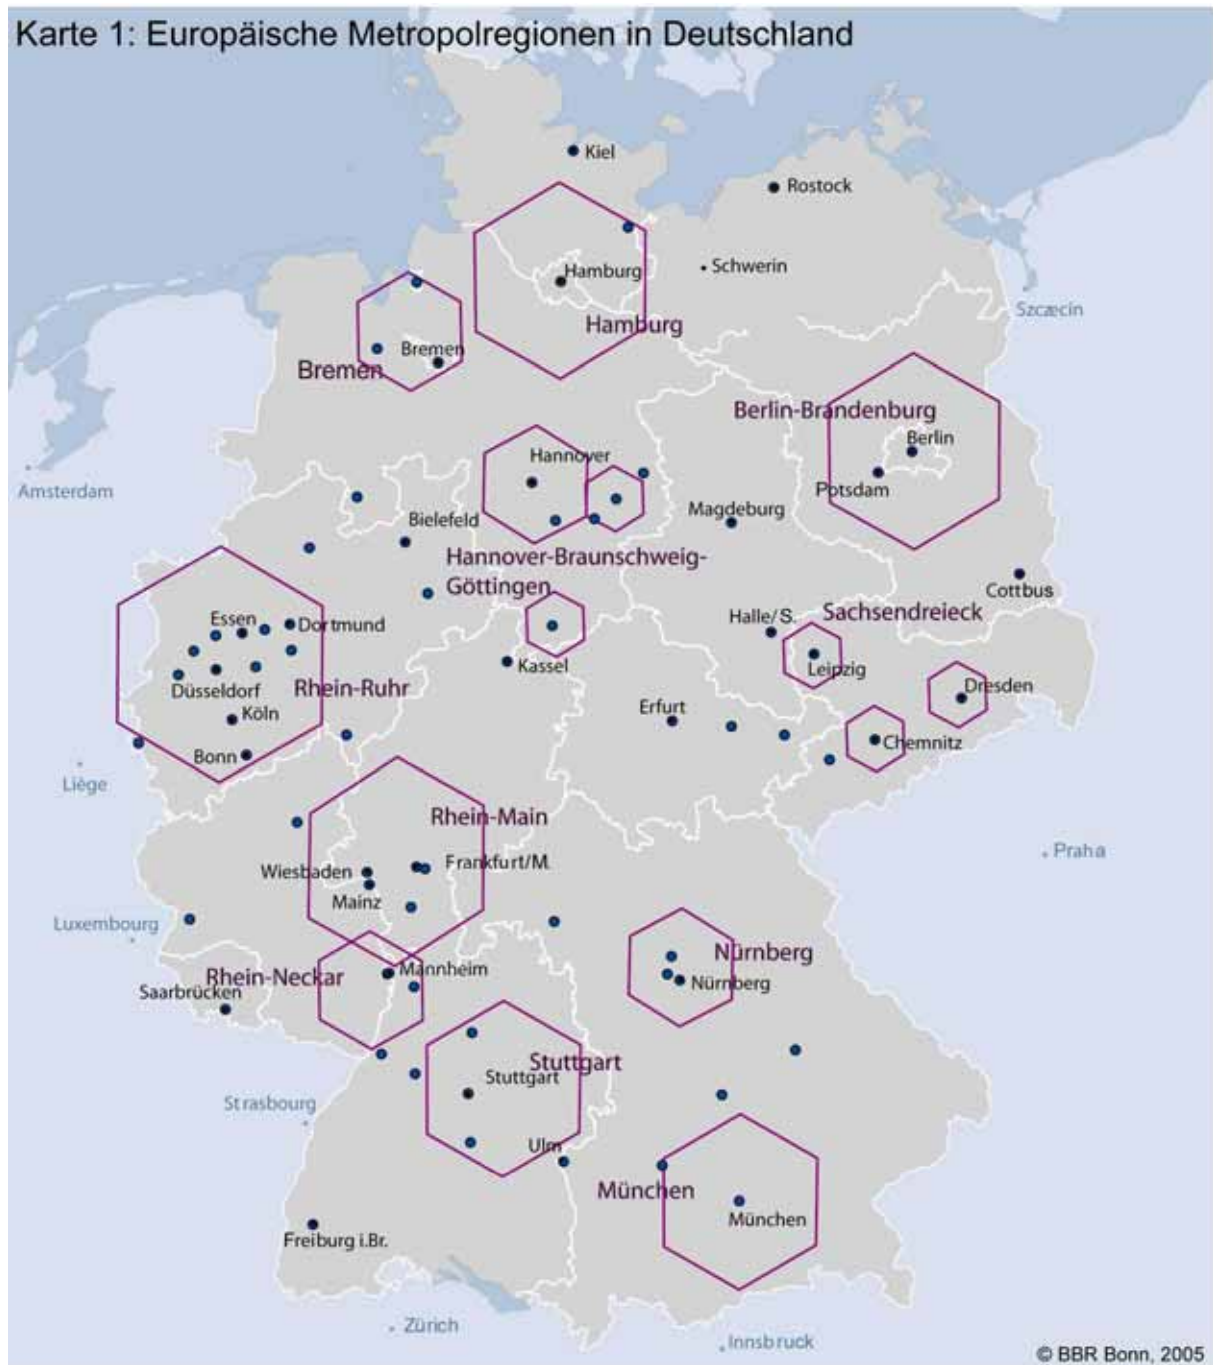 Karte 1: Europäische Metropolregionen in Deutschland
Kiel
Rostock
Hamburg
Schwerin
Szczecin
Hamburg
Bremen
Bremen
Berlin-Brandenburg
Berlin
Hannover
Amsterdam
Potsdam
Magdeburg
Bielefeld
Hannover-Braunschweig-
Göttingen
Cottbus
Sachsendreieck
Halle/S.
Essen
Dortmund
Kassel
Leipzig
Düsseldorf
Rhein-Ruhr
Dresden
Köln
Erfurt
Chemnitz
Bonn
Liège
Rhein-Main
Praha
Wiesbaden
Frankfurt/M.
Mainz
Luxembourg
Nürnberg
Rhein-Neckar
Mannheim
Nürnberg
Saarbrücken
Stuttgart
Stuttgart
Strasbourg
Ulm
München
München
Freiburg i.Br.
Zürich
Innsbruck
© BBR Bonn, 2005